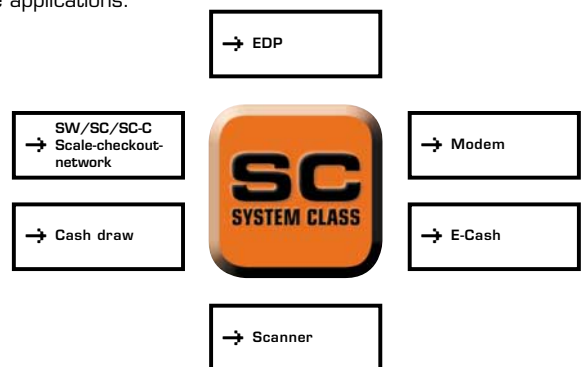 applications.
→ EDP
→ SW/SC/SC-C
Scale-checkout-
network
→ Modem
SC
SYSTEM CLASS
→ Cash draw
→ E-Cash
→ Scanner